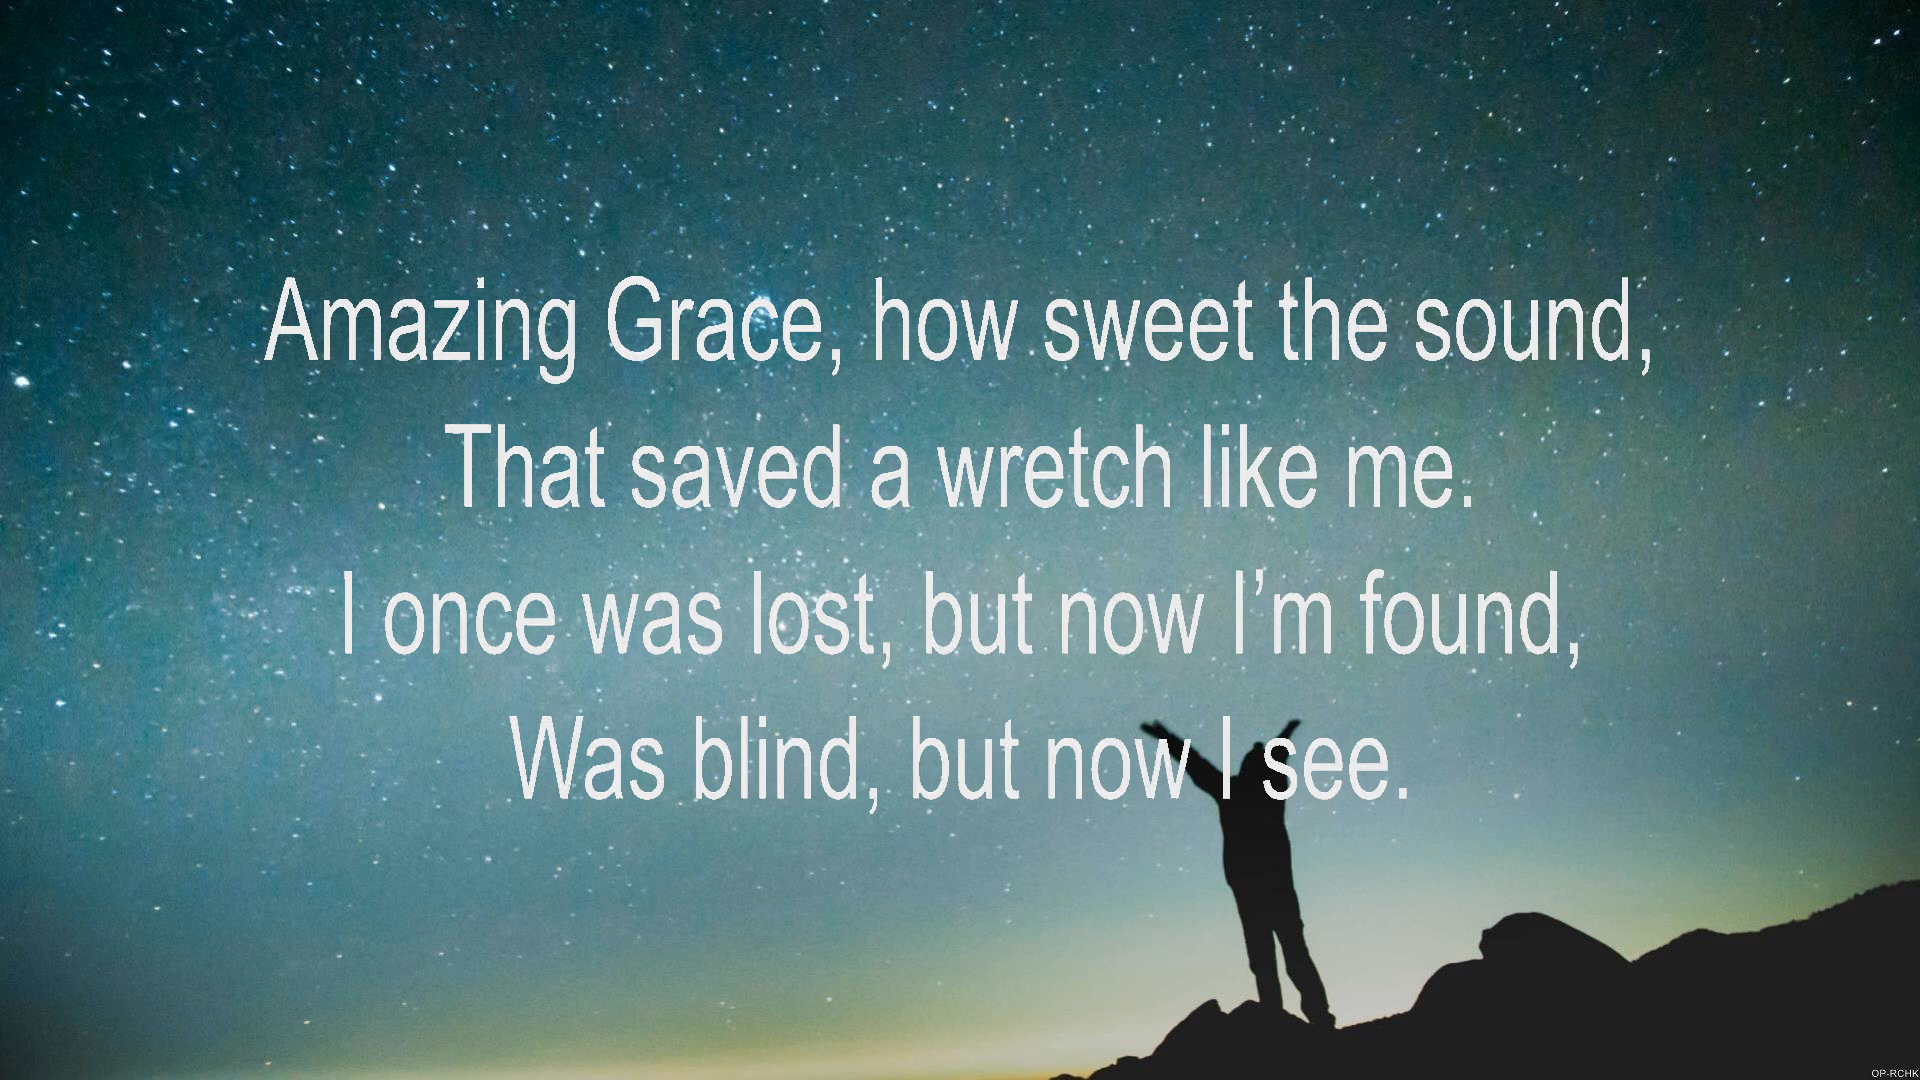 Amazing Grace, how sweet the sound,
That saved a wretch like me.
I once was lost, but now I’m found,
Was blind, but now I see.
OP-RCHK